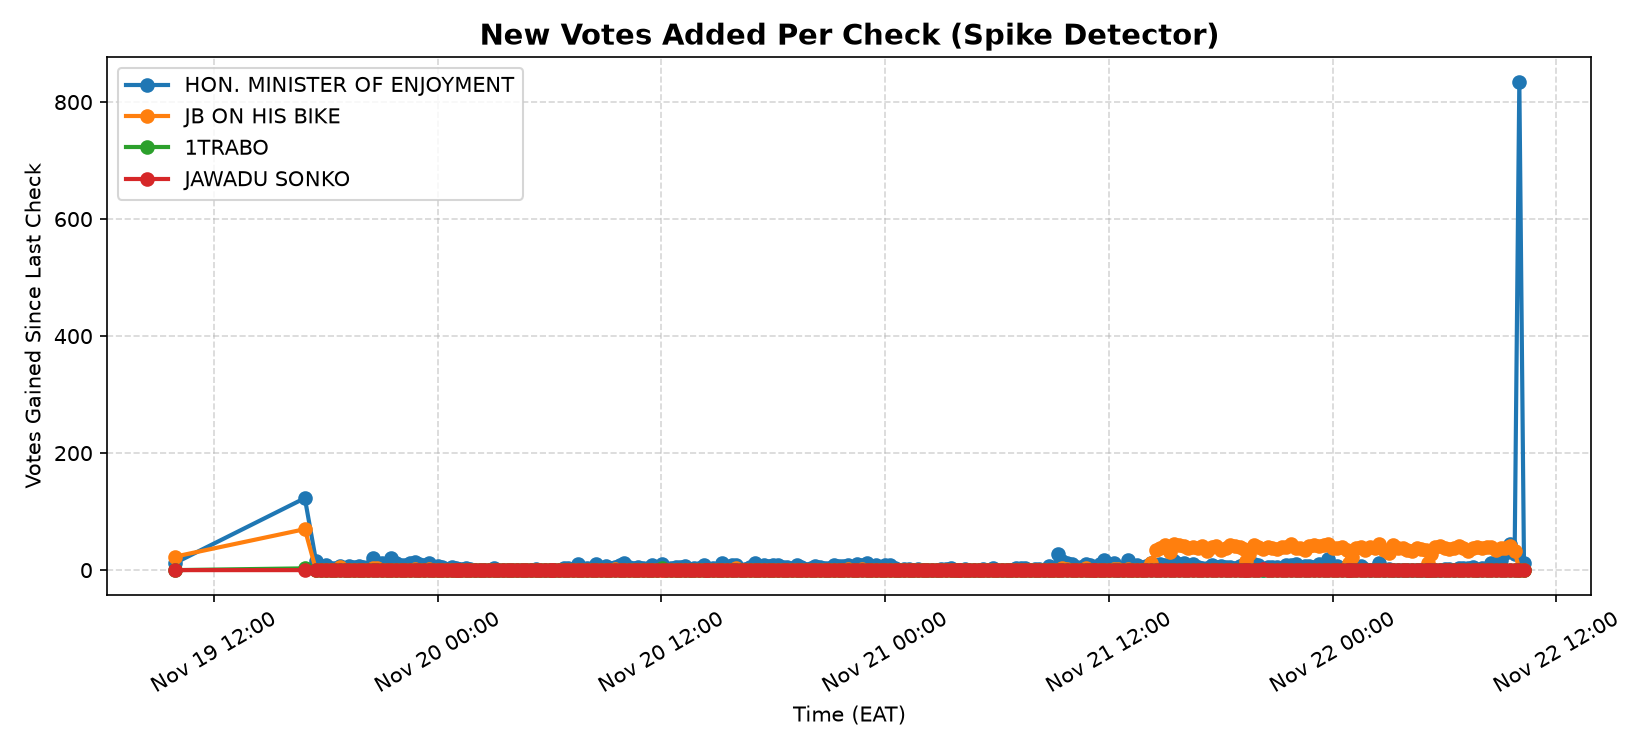 New Votes Added Per Check (Spike Detector)
HON. MINISTER OF ENJOYMENT
JB ON HIS BIKE
1TRABO
JAWADU SONKO
Votes Gained Since Last Check
800
600
400
200
0
Nov 19 12:00
Nov 20 00:00
Nov 20 12:00
Nov 21 00:00
Nov 21 12:00
Nov 22 00:00
Nov 22 12:00
Time (EAT)